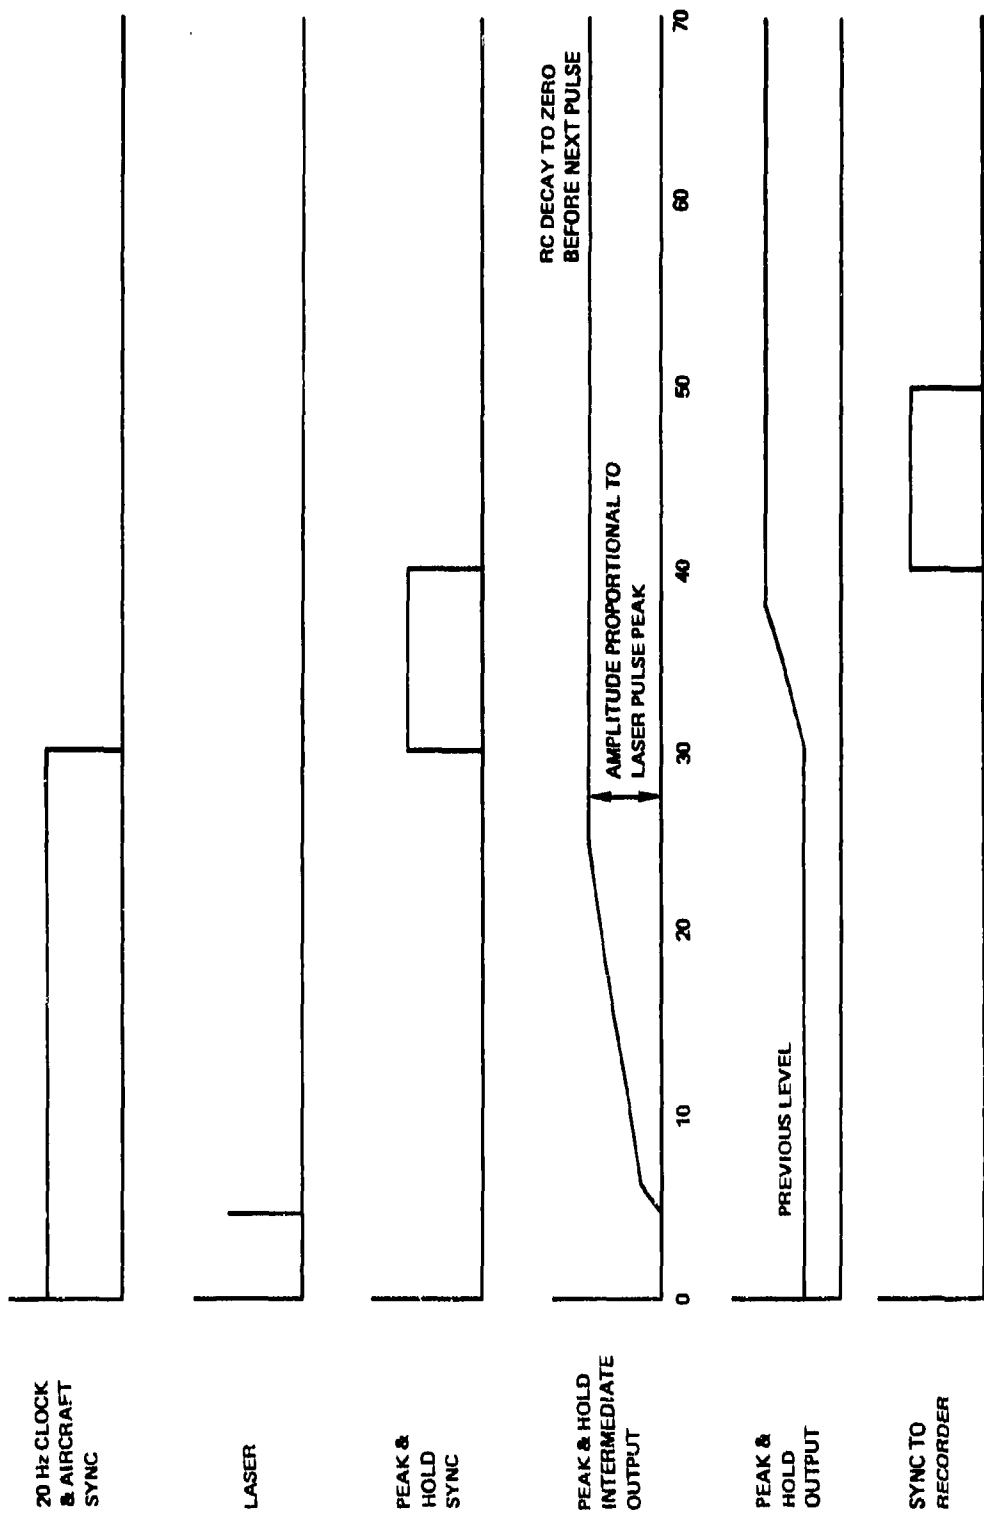 20 Hz CLOCK
& AIRCRAFT
SYNC
LASER
PEAK &
HOLD
SYNC
PEAK & HOLD
INTERMEDIATE
OUTPUT
RC DECAY TO ZERO
BEFORE NEXT PULSE
AMPLITUDE PROPORTIONAL TO
LASER PULSE PEAK
0 10 20 30 40 50 60 70
PEAK &
HOLD
OUTPUT
PREVIOUS LEVEL
SYNC TO
RECORDER